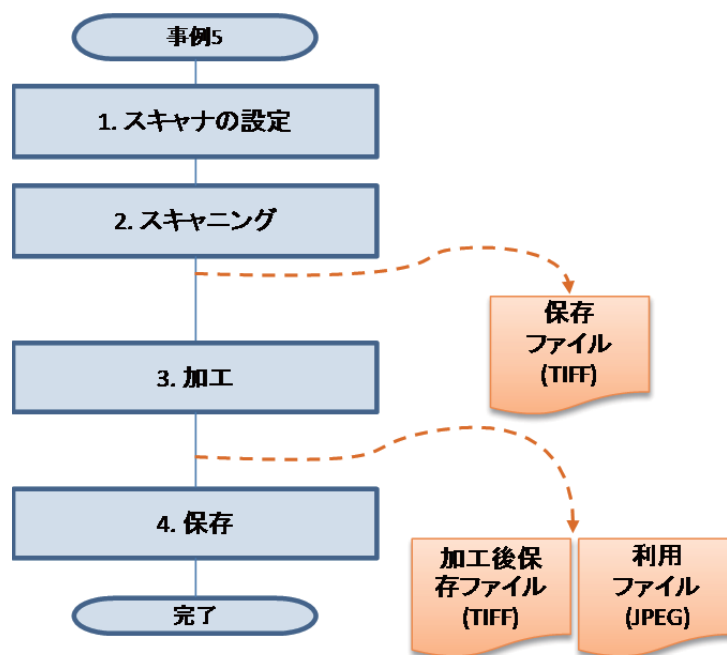 事例5
1. スキャナの設定
2. スキャニング
保存
ファイル
(TIFF)
3. 加工
4. 保存
加工後保
存ファイル
(TIFF)
利用
ファイル
(JPEG)
完了